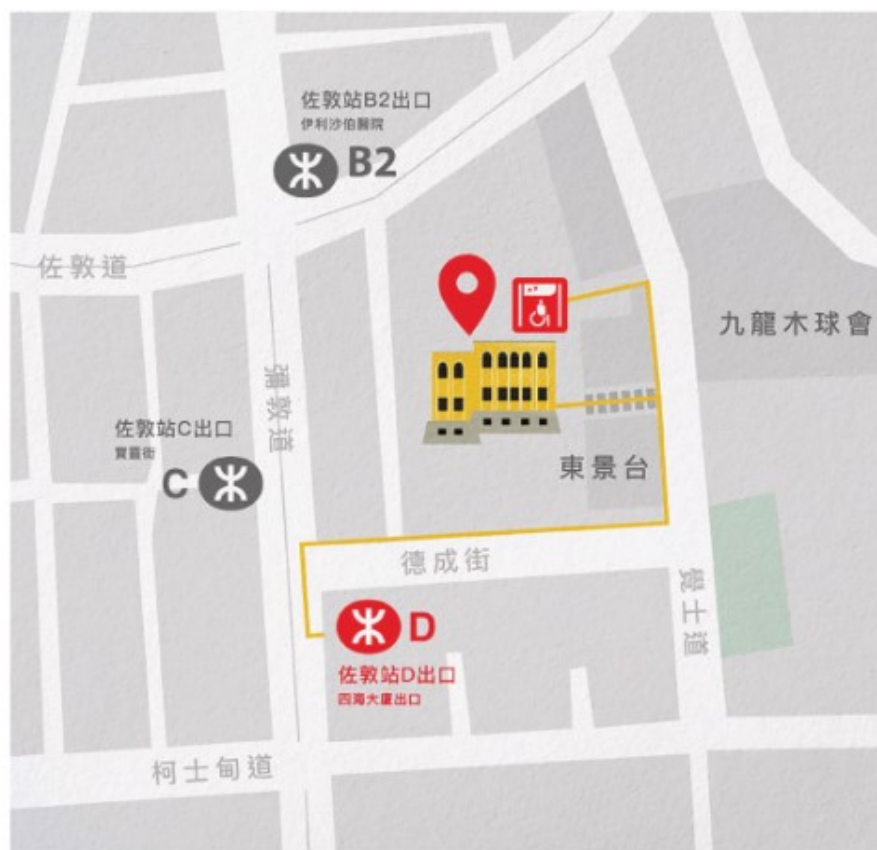 佐敦站B2出口
伊利沙伯醫院
B2
佐敦道
九龍木球會
彌敦道
佐敦站C出口
寶靈街
C
東景台
德成街
覺士道
D
佐敦站D出口
四海大廈出口
柯士甸道